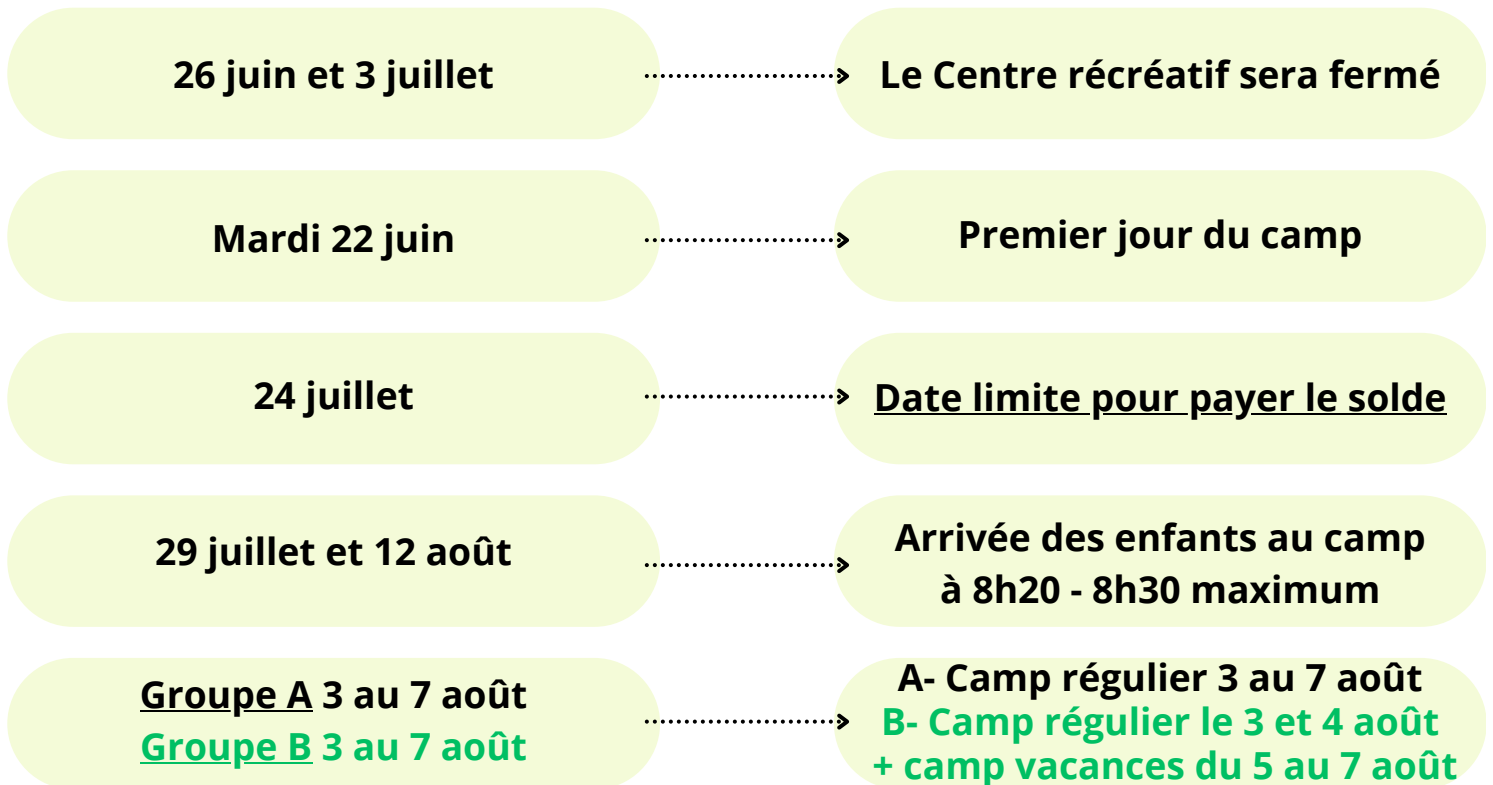 26 juin et 3 juillet
Le Centre récréatif sera fermé
Mardi 22 juin
Premier jour du camp
24 juillet
Date limite pour payer le solde
29 juillet et 12 août
Arrivée des enfants au camp
à 8h20 - 8h30 maximum
Groupe A 3 au 7 août
Groupe B 3 au 7 août
A- Camp régulier 3 au 7 août
B- Camp régulier le 3 et 4 août
+ camp vacances du 5 au 7 août